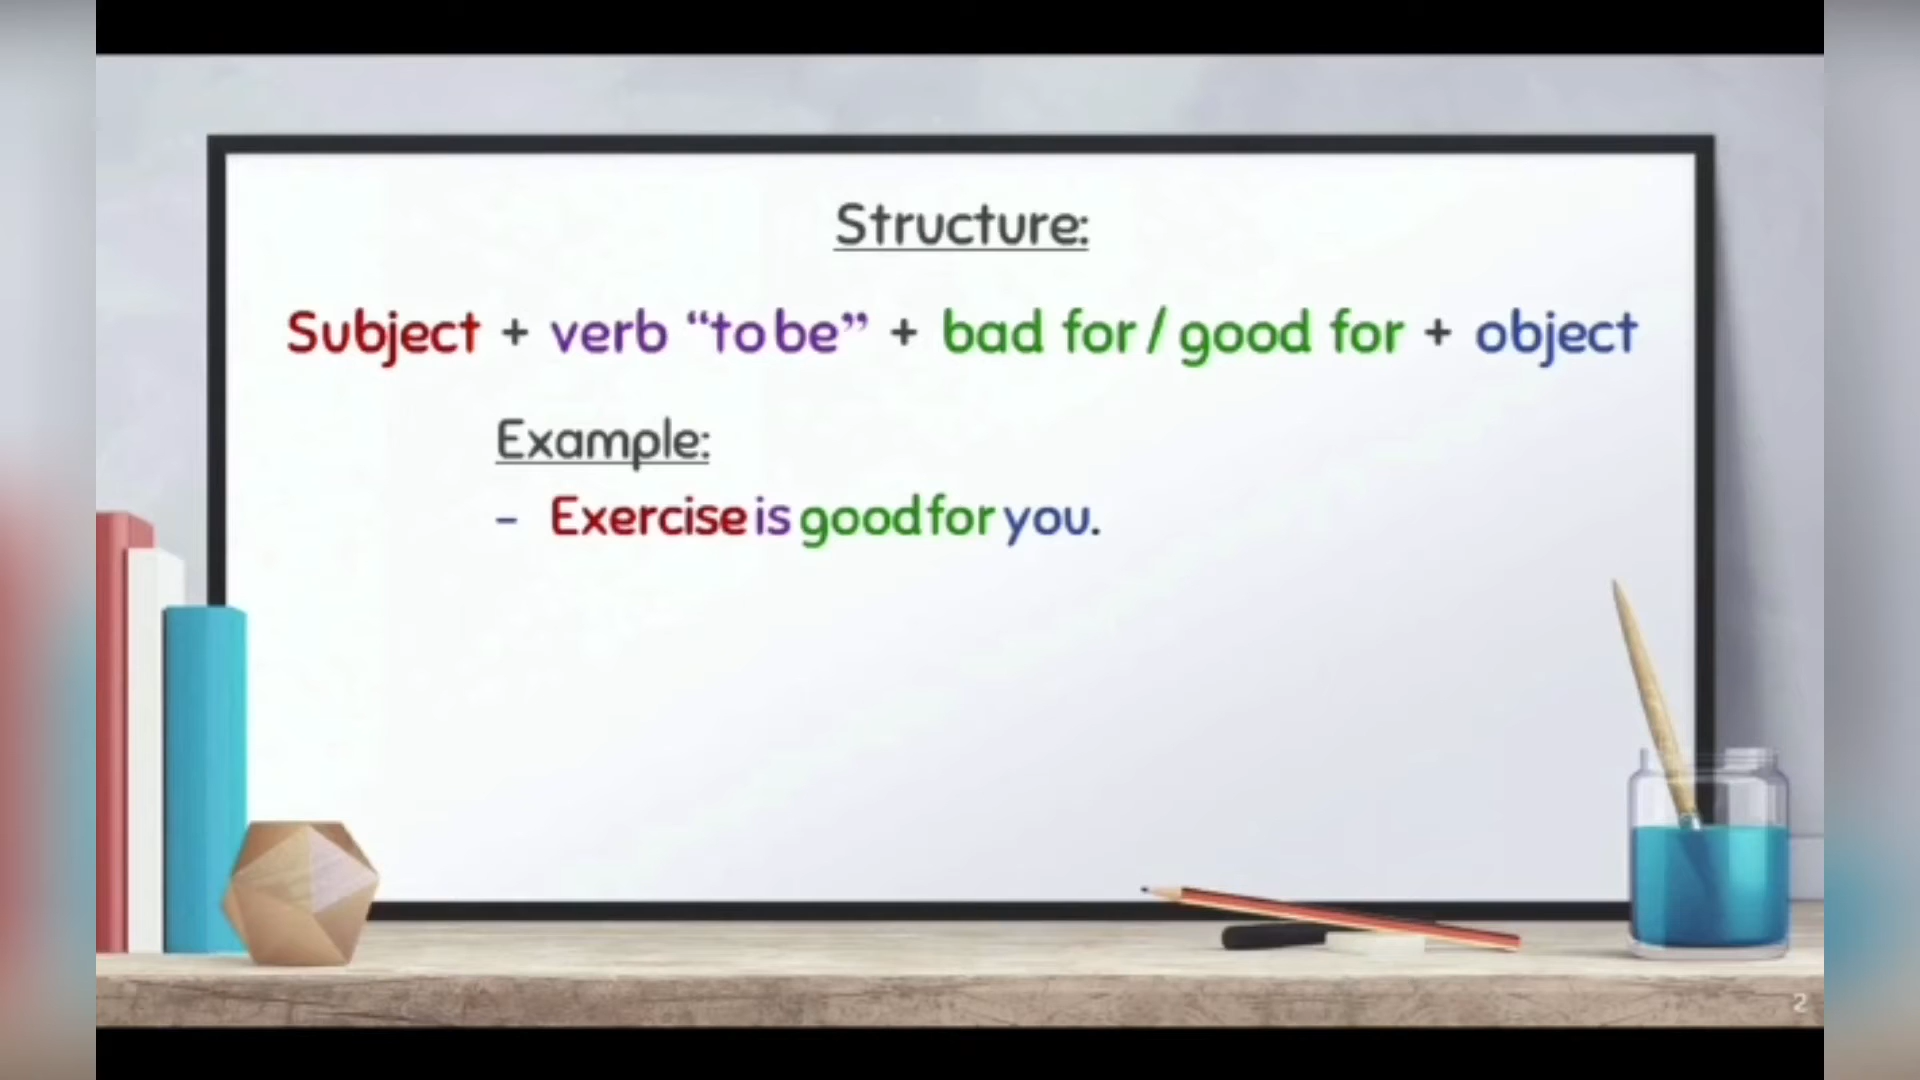 Structure:
Subject + verb “to be” + bad for / good for + object
Example:
- Exercise is good for you.
2